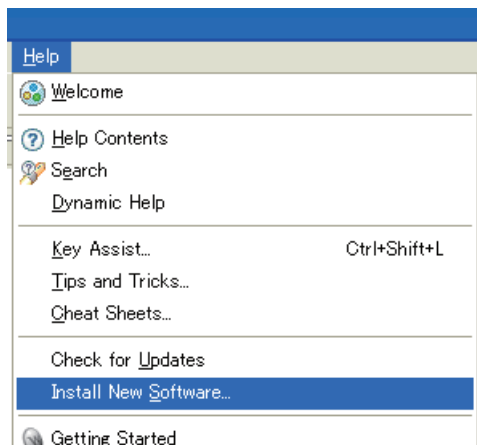 Help
Welcome
Help Contents
Search
Dynamic Help
Key Assist... Ctrl+Shift+L
Tips and Tricks...
Cheat Sheets...
Check for Updates
Install New Software...
Getting Started